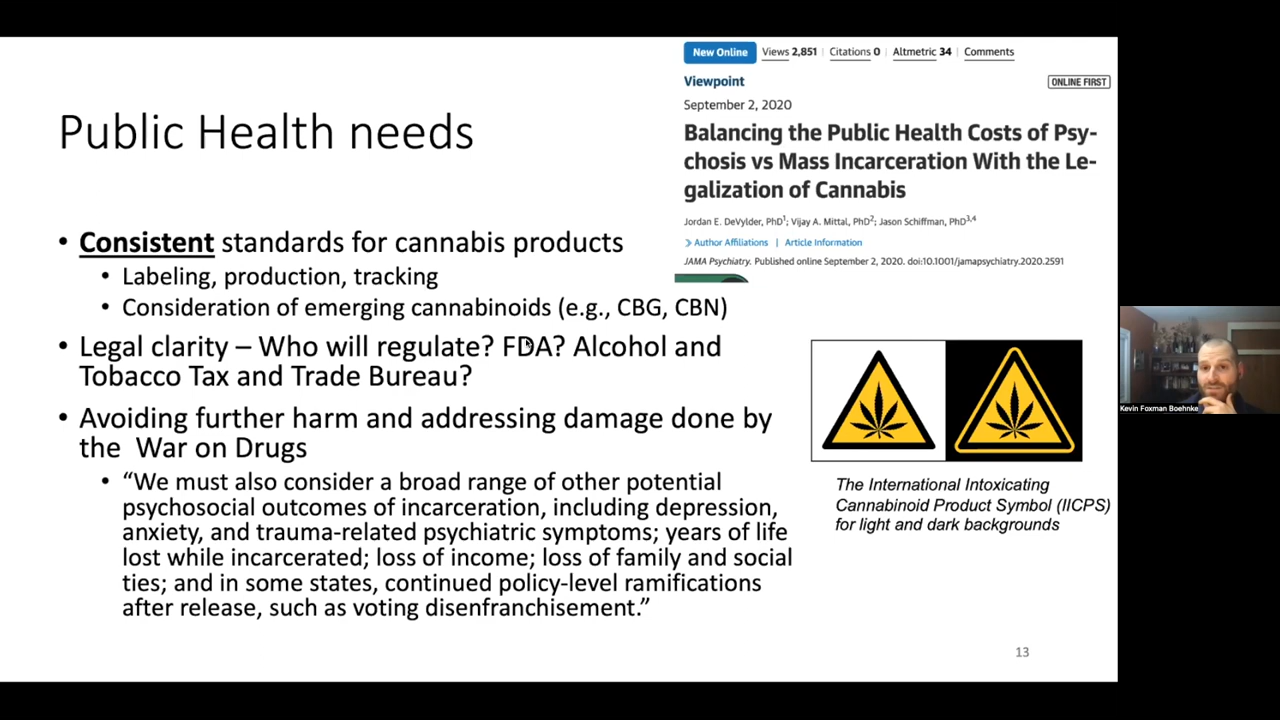 Public Health needs
• Consistent standards for cannabis products
• Labeling, production, tracking
• Consideration of emerging cannabinoids (e.g., CBG, CBN)
• Legal clarity – Who will regulate? FDA? Alcohol and
Tobacco Tax and Trade Bureau?
• Avoiding further harm and addressing damage done by
the War on Drugs
• “We must also consider a broad range of other potential
psychosocial outcomes of incarceration, including depression,
anxiety, and trauma-related psychiatric symptoms; years of life
lost while incarcerated; loss of income; loss of family and social
ties; and in some states, continued policy-level ramifications
after release, such as voting disenfranchisement.”
New Online Views 2,851 | Citations 0 | Altmetric 34 | Comments
Viewpoint
ONLINE FIRST
September 2, 2020
Balancing the Public Health Costs of Psy-
chosis vs Mass Incarceration With the Le-
galization of Cannabis
Jordan E. DeVylder, PhD1; Vijay A. Mittal, PhD2; Jason Schiffman, PhD3,4
Author Affiliations | Article Information
JAMA Psychiatry. Published online September 2, 2020. doi:10.1001/jamapsychiatry.2020.2591
The International Intoxicating
Cannabinoid Product Symbol (IICPS)
for light and dark backgrounds
13
Kevin Foxman Boehnke